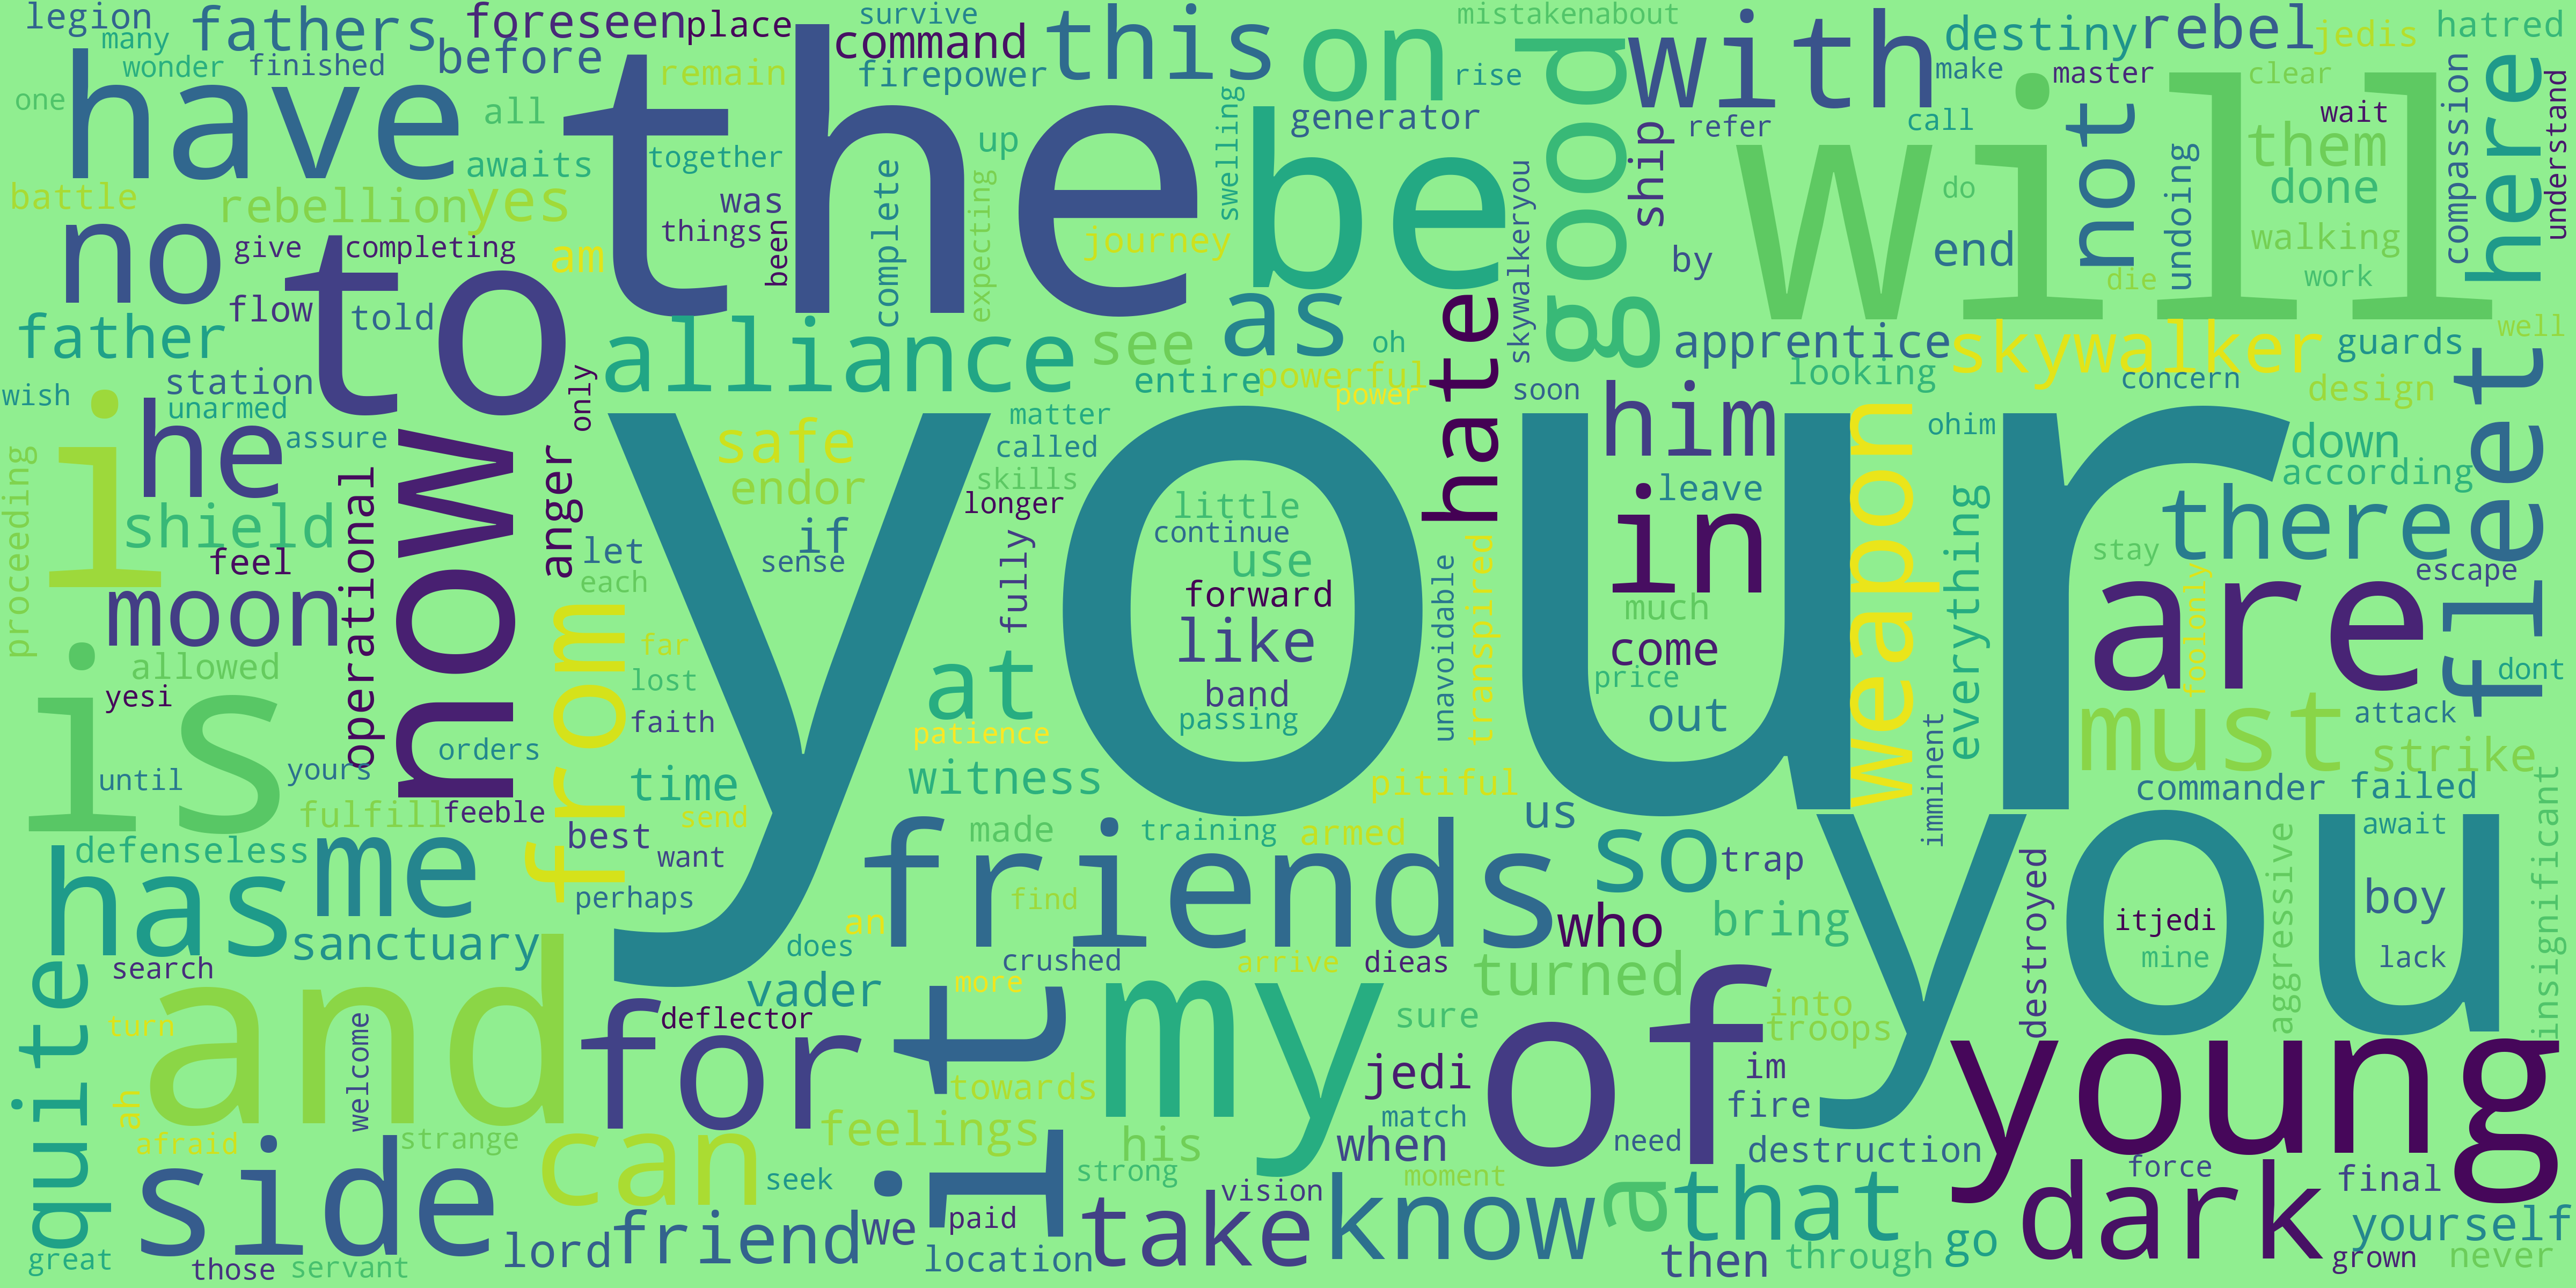 legion
fathers
foreseen
place
survive
command
this
on
mistakenabout
good
with
destiny
rebel
jedis
hatred
many
wonder
finished
before
remain
firepower
rise
make
master
clear
here
one
have
all
the
generator
refer
call
not
wait
understand
awaits
together
up
swelling
be
ship
will
them
compassion
battle
rebellion
yes
was
complete
expecting
do
undoing
done
no
give
completing
am
things
been
journey
skywalkeryou
by
end
walking
die
work
flow
to
told
father
alliance
see
as
oh
hate
apprentice
skywalker
guards
well
station
entire
powerful
power
looking
concern
design
wish
unarmed
only
soon
fleet
i
he
assure
now
safe
matter
called
him
weapon
ohim
down
proceeding
shield
operational
anger
endor
skills
longer
little
leave
according
feel
let
if
sense
fully
continue
use
in
everything
there
escape
moon
each
from
your
forward
unavoidable
transpired
much
stay
foolonly
are
allowed
far
like
come
yesi
is
lost
at
band
price
dont
faith
passing
out
must
attack
orders
patience
imminent
until
yours
time
witness
pitiful
strike
fulfill
feeble
send
us
commander
failed
insignificant
defenseless
me
best
made
training
armed
so
you
aggressive
await
has
want
friends
trap
destroyed
perhaps
find
who
bring
boy
sanctuary
an
itjedi
search
does
crushed
arrive
dieas
turned
mine
lack
quite
and
vader
more
my
into
turn
welcome
for
deflector
it
sure
of
troops
young
ah
towards
jedi
im
afraid
strange
can
feelings
his
match
fire
side
when
need
destruction
seek
strong
moment
a
that
dark
force
final
lord
friend
we
paid
vision
take
know
go
yourself
great
those
servant
location
then
through
grown
never